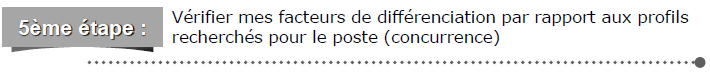 5ème étape :
Vérifier mes facteurs de différenciation par rapport aux profils
recherchés pour le poste (concurrence)